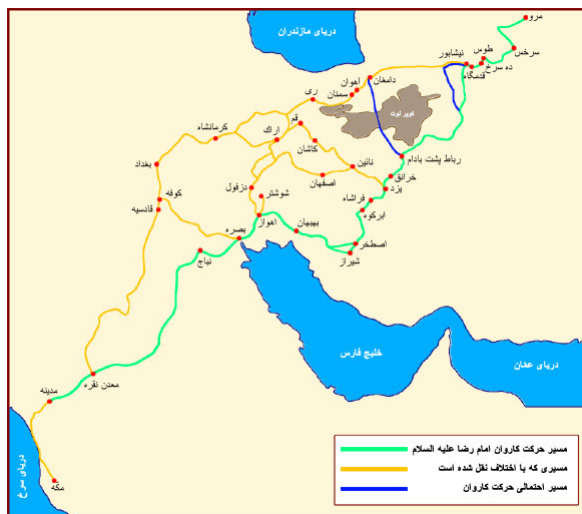 مرو
دریای مازندران
سرخس
طوس
نیشابور
ده سرخ
قدمگاه
دامغان
آهوان
سمنان
ری
کویر لوت
قم
اراک
کرمانشاه
کاشان
رباط پشت بادام
بغداد
نائین
خرانق
دزفول
اصفهان
یزد
شوشتر
فراشاه
کوفه
قادسیه
ابرکوه
اهواز
بهبهان
بصره
اصطخر
شیراز
نباج
خلیج فارس
دریای عمان
معدن نقره
مدینه
دریای سرخ
مکه
مسیر حرکت کاروان امام رضا علیه السلام
مسیری که با اختلاف نقل شده است
مسیر احتمالی حرکت کاروان